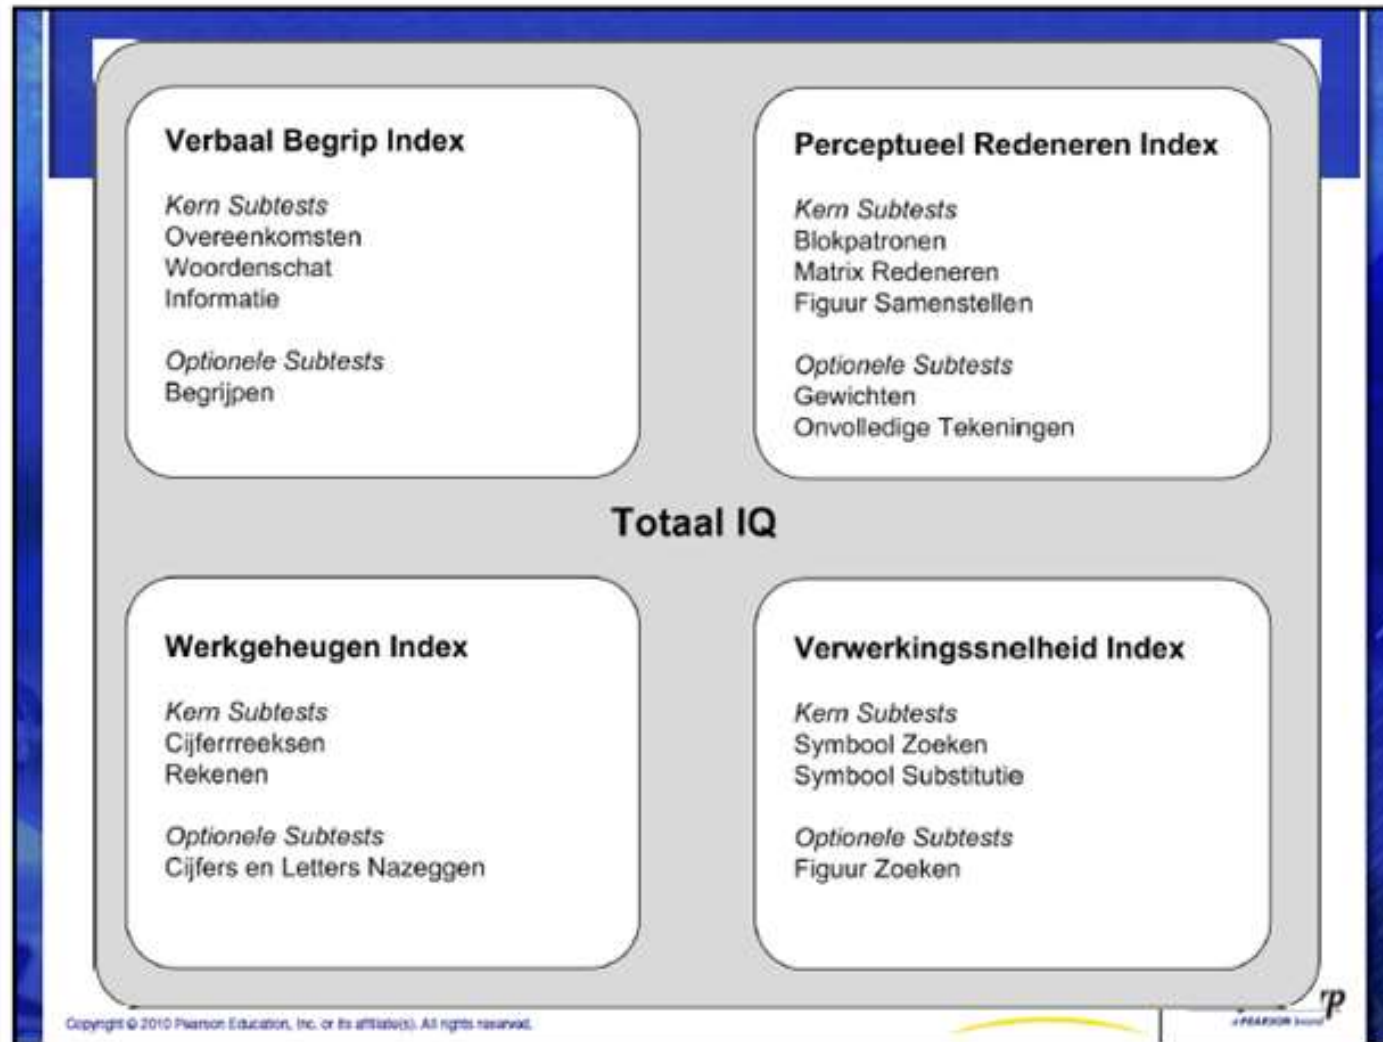 Verbaal Begrip Index
Kern Subtests
Overeenkomsten
Woordenschat
Informatie
Optionele Subtests
Begrijpen
Perceptueel Redeneren Index
Kern Subtests
Blokpatronen
Matrix Redeneren
Figuur Samenstellen
Optionele Subtests
Gewichten
Onvolledige Tekeningen
Totaal IQ
Werkgeheugen Index
Kern Subtests
Cijferrreeksen
Rekenen
Optionele Subtests
Cijfers en Letters Nazeggen
Verwerkingssnelheid Index
Kern Subtests
Symbool Zoeken
Symbool Substitutie
Optionele Subtests
Figuur Zoeken
Copyright © 2010 Pearson Education, Inc. or its affiliate(s). All rights reserved.
a PEARSON brand